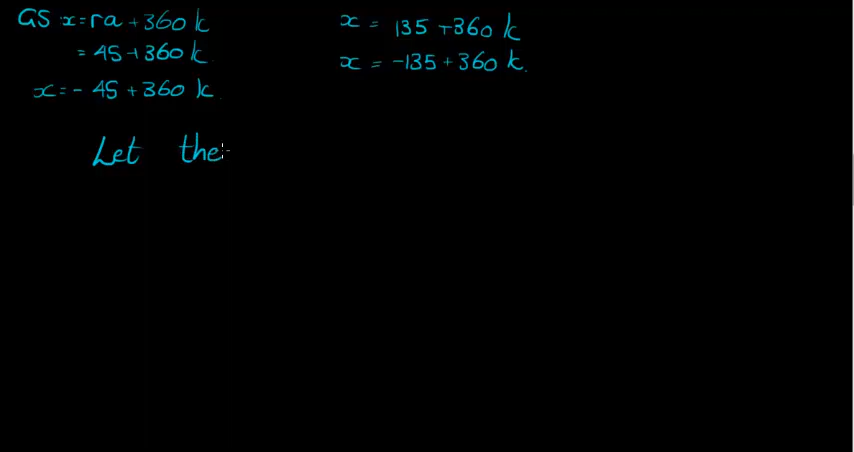 GS x = ra + 360 k
= 45 + 360 k.
x = - 45 + 360 k.
x = 135 + 360 k
x = -135 + 360 k.
Let the